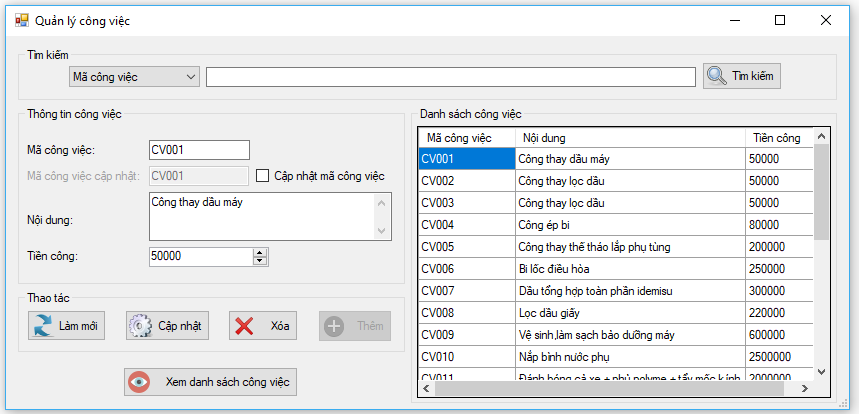 Quản lý công việc
Tìm kiếm
Mã công việc
Tìm kiếm
Thông tin công việc
Mã công việc: CV001
Mã công việc cập nhật: CV001 Cập nhật mã công việc
Nội dung: Công thay dầu máy
Tiền công: 50000
Thao tác
Làm mới Cập nhật Xóa Thêm
Xem danh sách công việc
Danh sách công việc
Mã công việc Nội dung Tiền công
CV001 Công thay dầu máy 50000
CV002 Công thay lọc dầu 50000
CV003 Công thay lọc dầu 50000
CV004 Công ép bi 80000
CV005 Công thay thế tháo lắp phụ tùng 200000
CV006 Bi lốc điều hòa 250000
CV007 Dầu tổng hợp toàn phần idemisu 300000
CV008 Lọc dầu giấy 220000
CV009 Vệ sinh,làm sạch bảo dưỡng máy 600000
CV010 Nắp bình nước phụ 2500000
CV011 Đánh bóng cả xe + phủ polyme + tẩy mốc kính 2000000